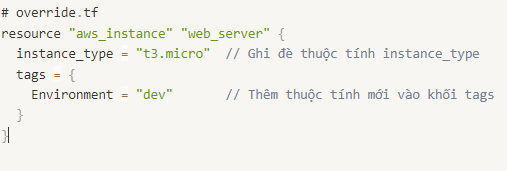 # override.tf
resource "aws_instance" "web_server" {
  instance_type = "t3.micro"  // Ghi đè thuộc tính instance_type
  tags = {
    Environment = "dev"       // Thêm thuộc tính mới vào khối tags
  }
}